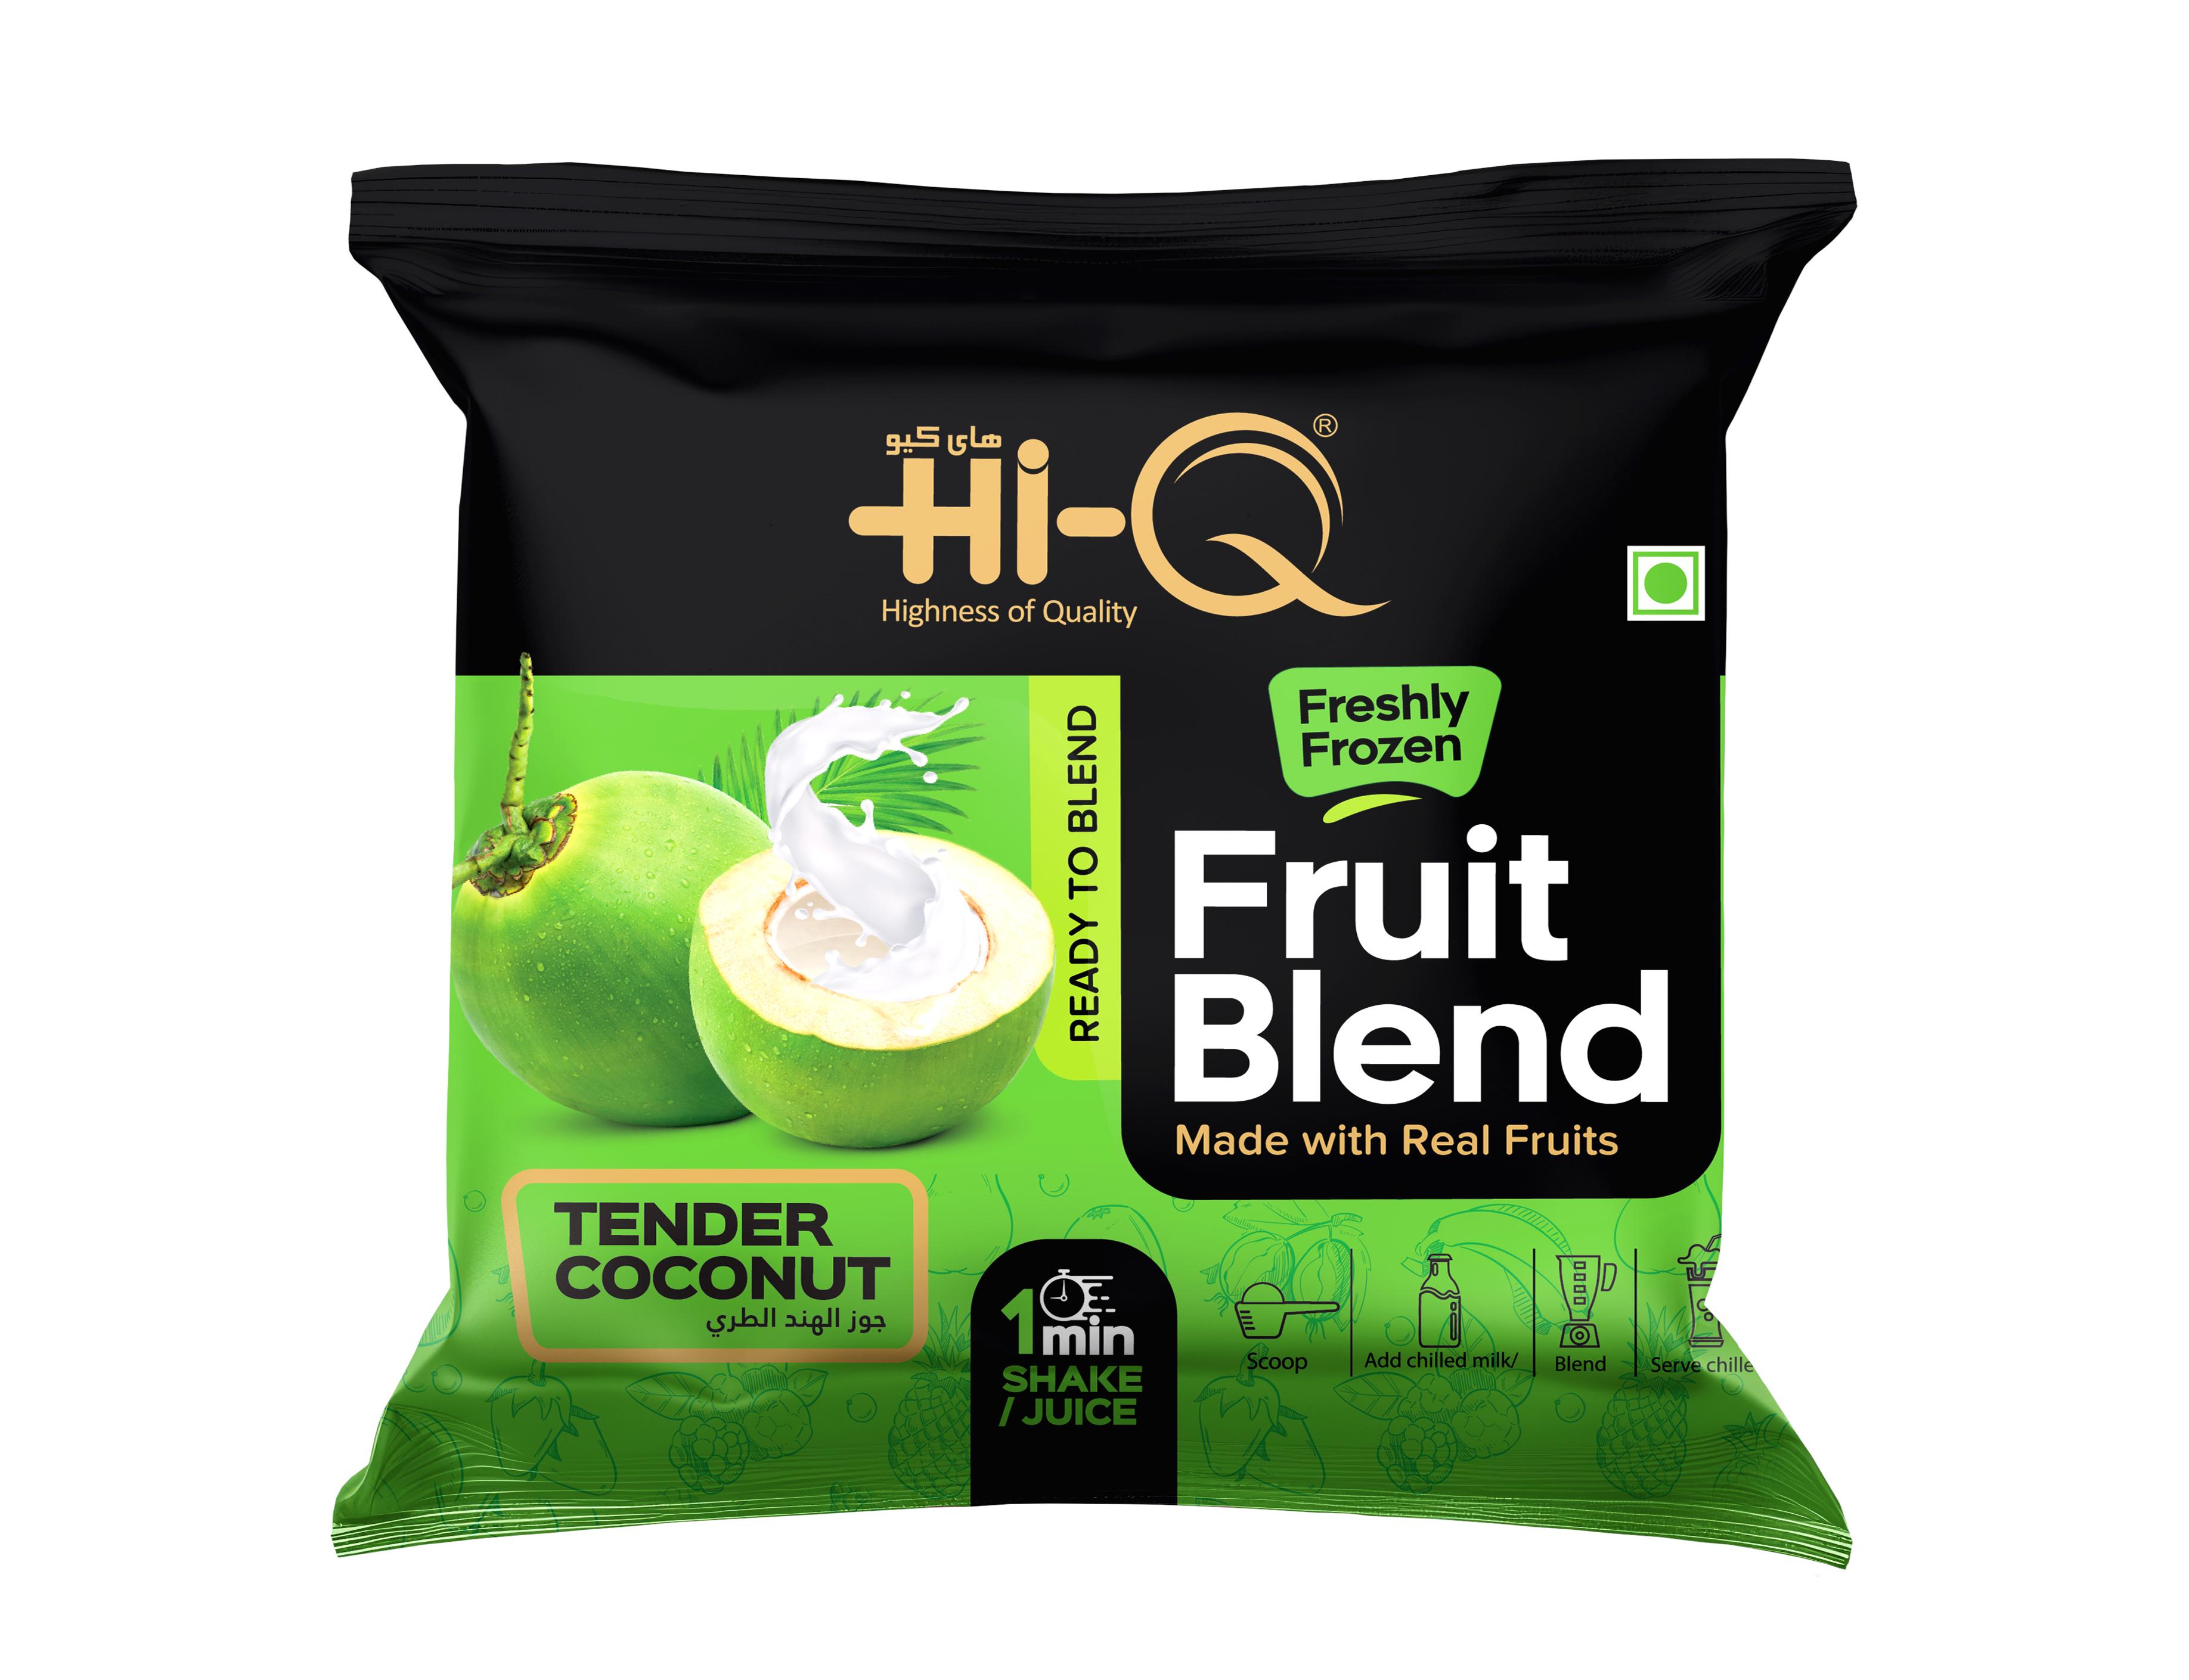 هاى كيو
Hi-Q®
Highness of Quality
Freshly
Frozen
READY TO BLEND
Fruit
Blend
Made with Real Fruits
TENDER
COCONUT
جوز الهند الطري
1 min
SHAKE
/ JUICE
Scoop
Add chilled milk/
Blend
Serve chille